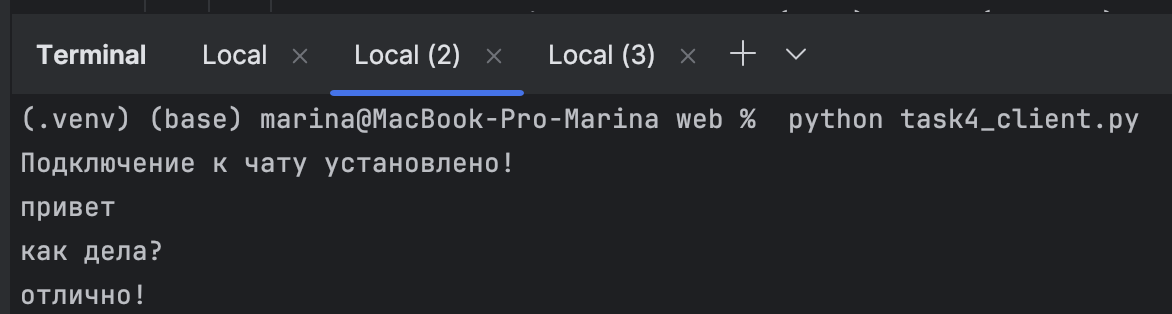 Terminal Local × Local (2) × Local (3) × +
(.venv) (base) marina@MacBook-Pro-Marina web % python task4_client.py
Подключение к чату установлено!
привет
как дела?
отлично!